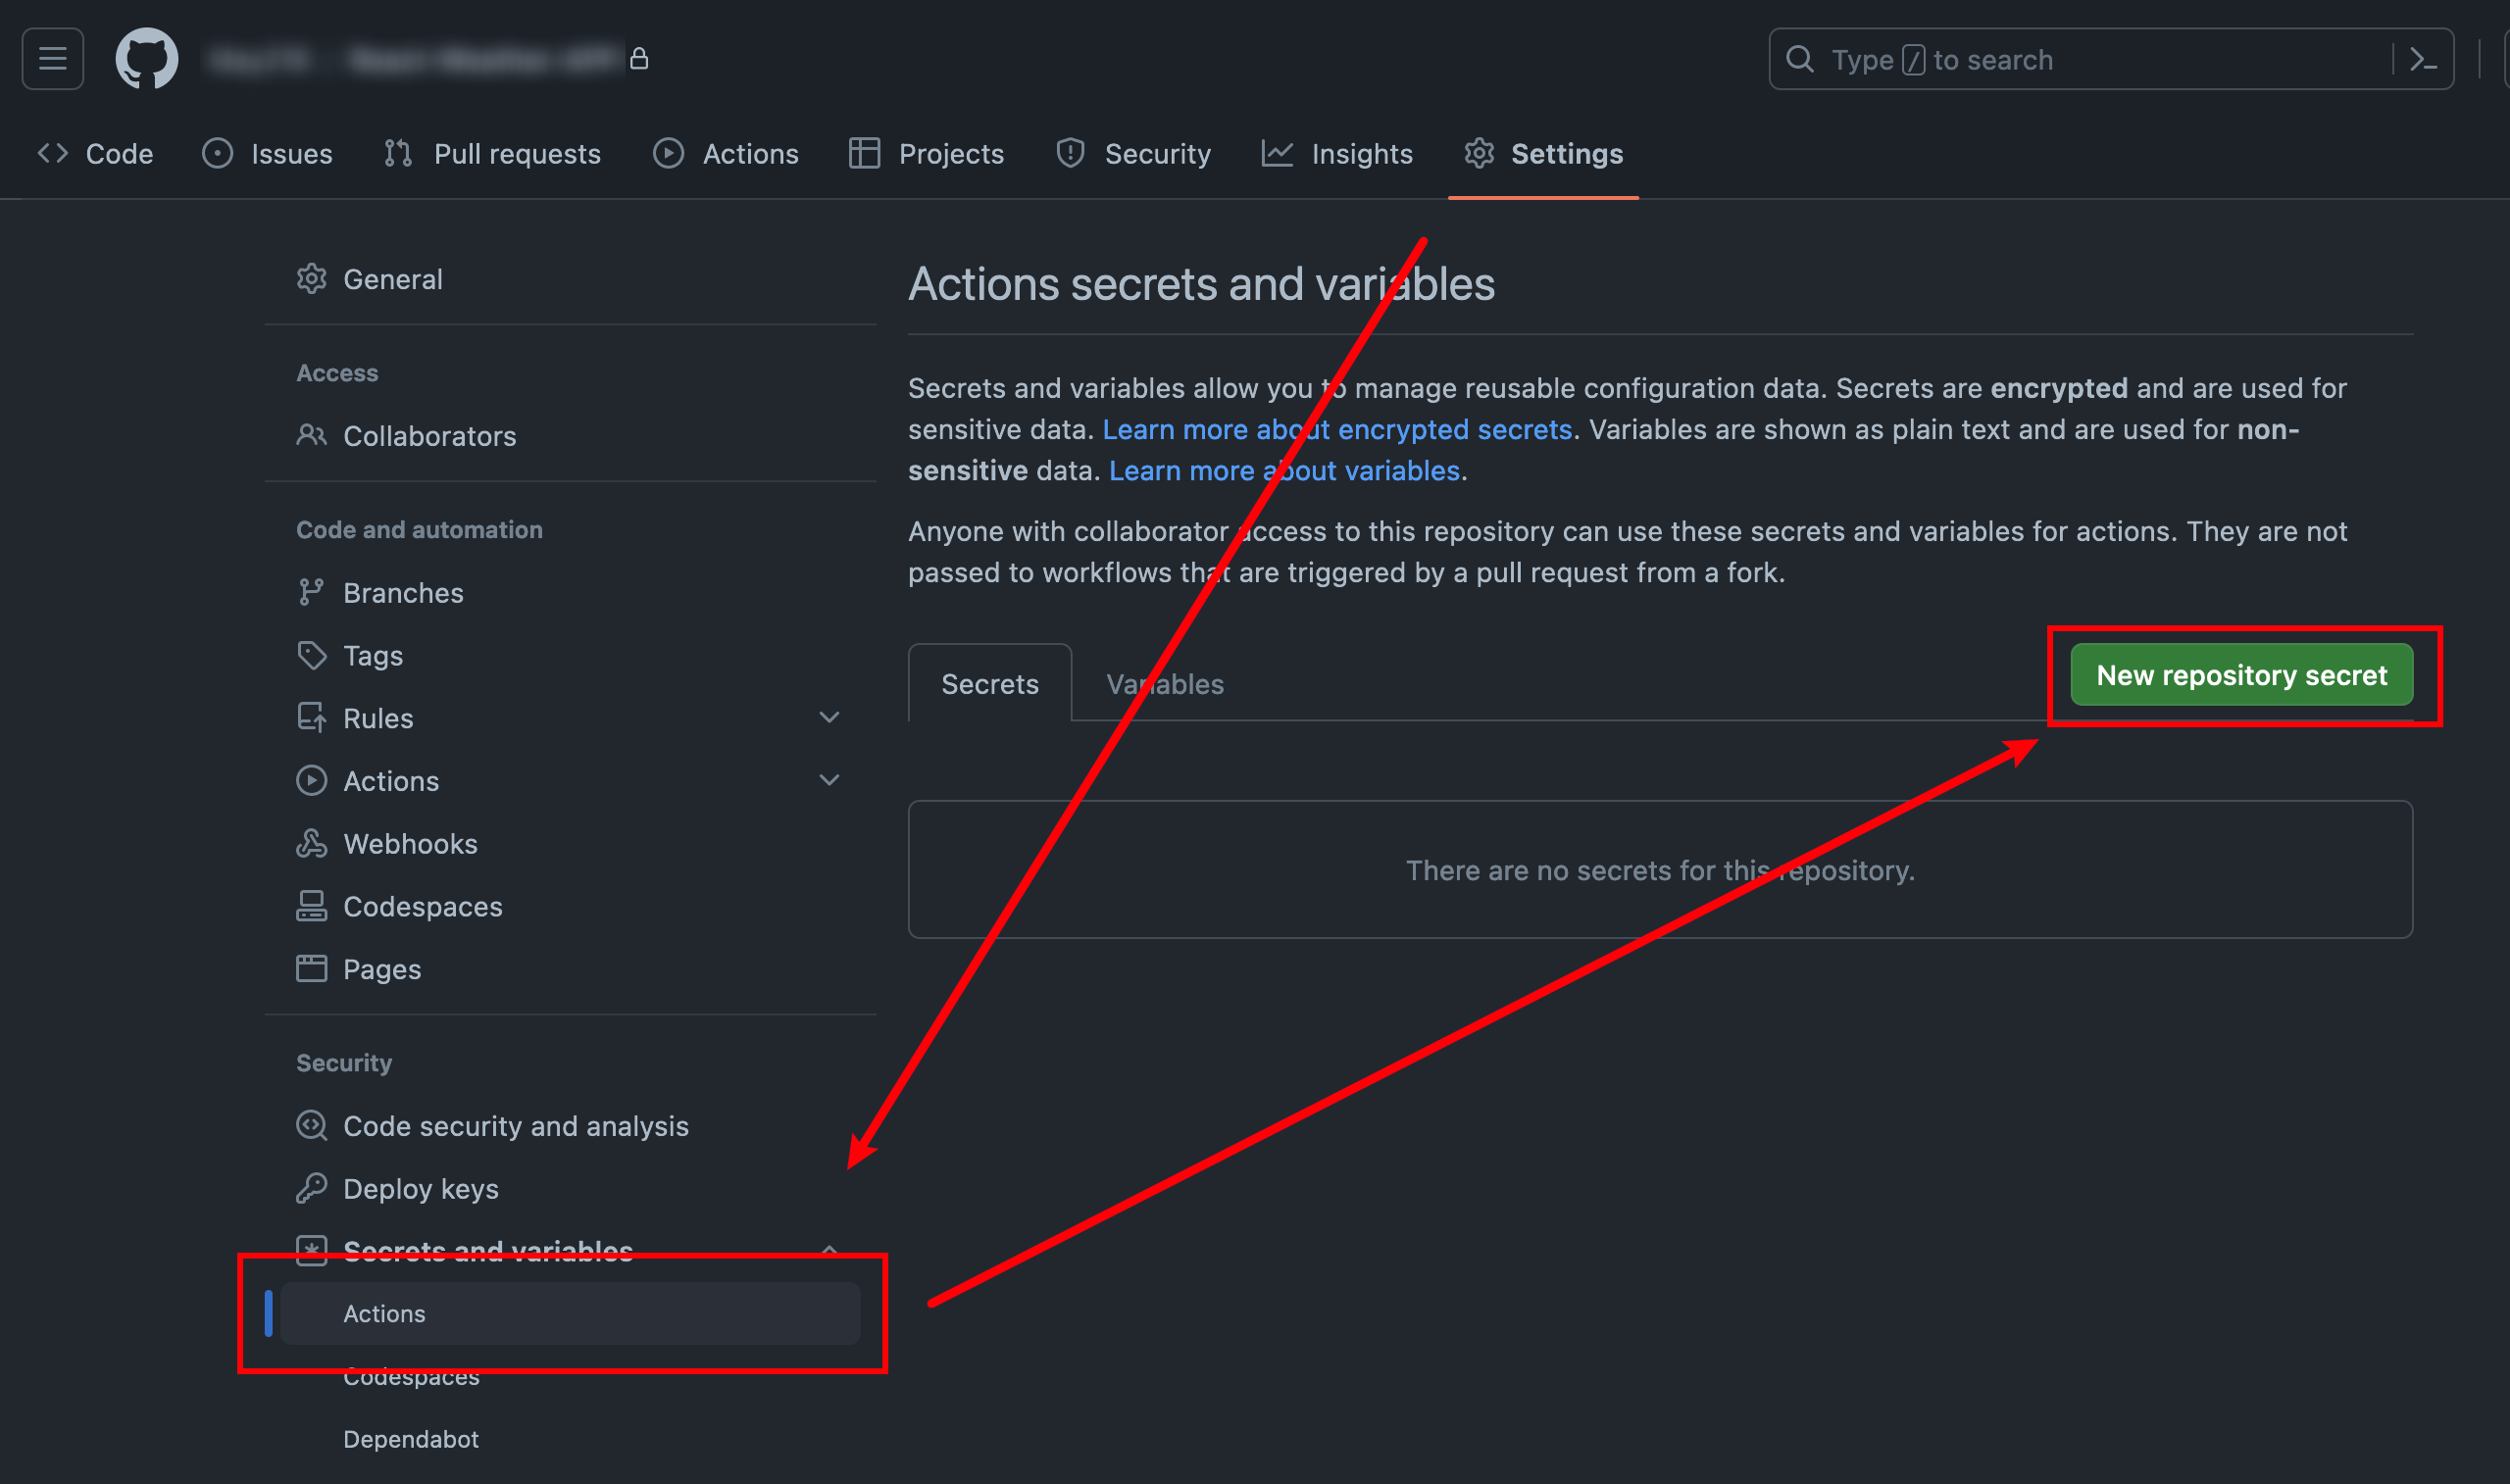 Type / to search
Code
Issues
Pull requests
Actions
Projects
Security
Insights
Settings
General
Access
Collaborators
Code and automation
Branches
Tags
Rules
Actions
Webhooks
Codespaces
Pages
Security
Code security and analysis
Deploy keys
Secrets and variables
Actions
Codespaces
Dependabot
Actions secrets and variables
Secrets and variables allow you to manage reusable configuration data. Secrets are encrypted and are used for
sensitive data. Learn more about encrypted secrets. Variables are shown as plain text and are used for non-
sensitive data. Learn more about variables.
Anyone with collaborator access to this repository can use these secrets and variables for actions. They are not
passed to workflows that are triggered by a pull request from a fork.
Secrets
Variables
New repository secret
There are no secrets for this repository.